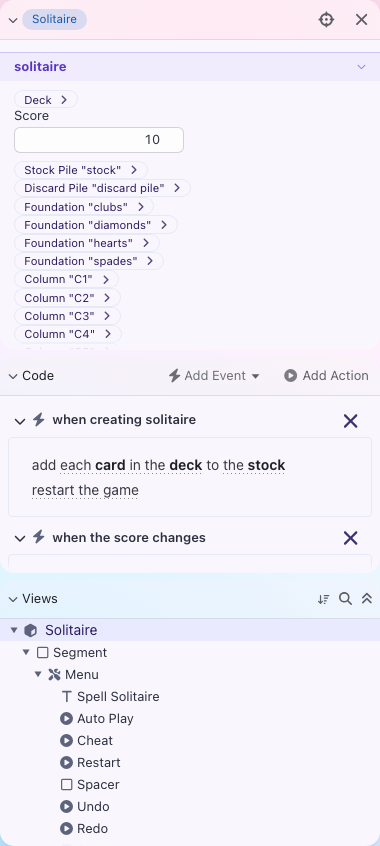 Solitaire
solitaire
Deck
Score
10
Stock Pile "stock"
Discard Pile "discard pile"
Foundation "clubs"
Foundation "diamonds"
Foundation "hearts"
Foundation "spades"
Column "C1"
Column "C2"
Column "C3"
Column "C4"
Code
Add Event
Add Action
when creating solitaire
add each card in the deck to the stock
restart the game
when the score changes
Views
Solitaire
Segment
Menu
Spell Solitaire
Auto Play
Cheat
Restart
Spacer
Undo
Redo